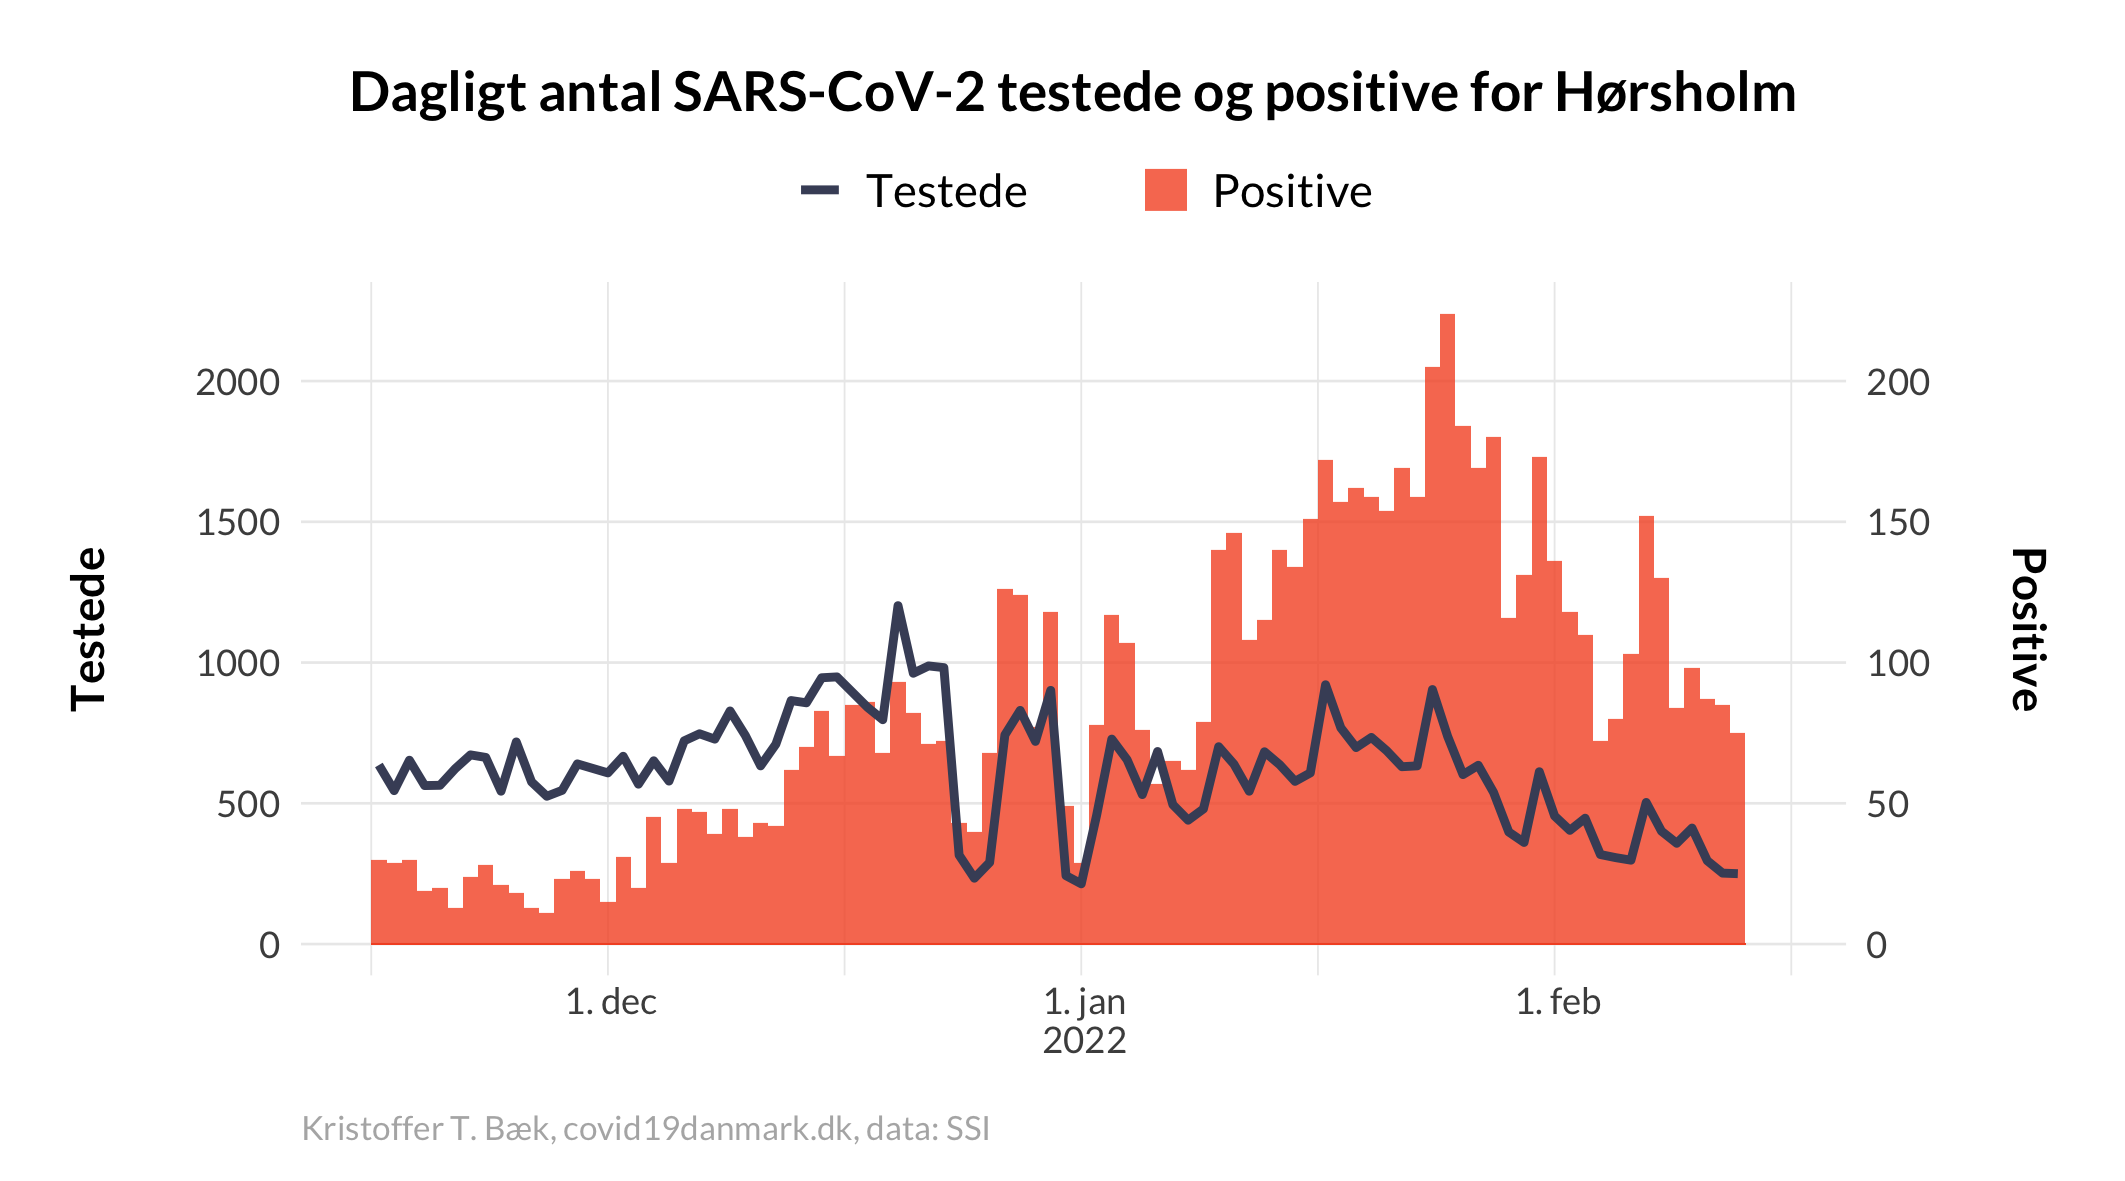 Dagligt antal SARS-CoV-2 testede og positive for Hørsholm
Testede
Positive
Testede
2000
1500
1000
500
0
200
150
100
50
0
Positive
1. dec
1. jan
2022
1. feb
Kristoffer T. Bæk, covid19danmark.dk, data: SSI